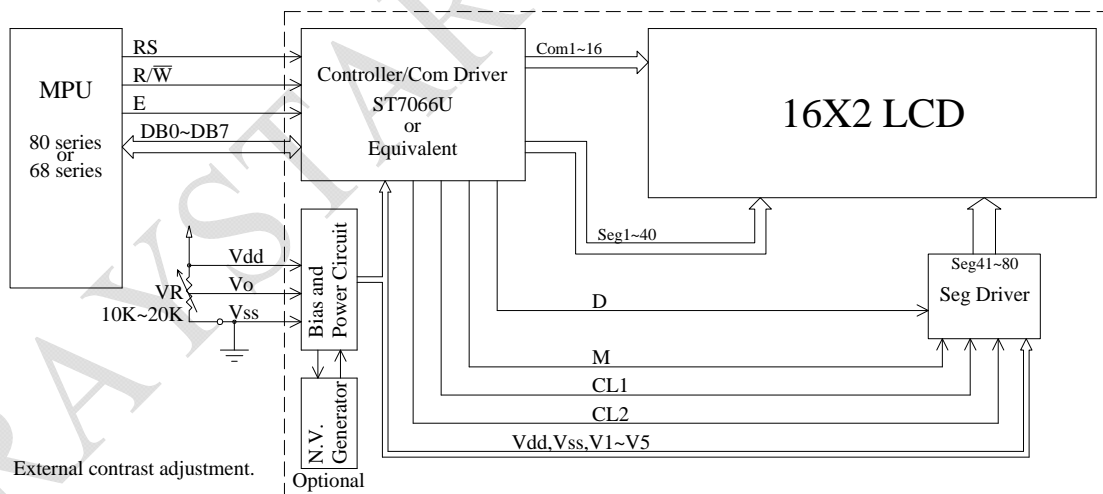 RAYSTAR
MPU
80 series
or
68 series
RS
R/W̅
E
DB0~DB7
Controller/Com Driver
ST7066U
or
Equivalent
Com1~16
16X2 LCD
Seg1~40
Seg41~80
Seg Driver
Vdd
Vo
Vss
VR
10K~20K
Bias and
Power Circuit
N.V.
Generator
Optional
D
M
CL1
CL2
Vdd,Vss,V1~V5
External contrast adjustment.